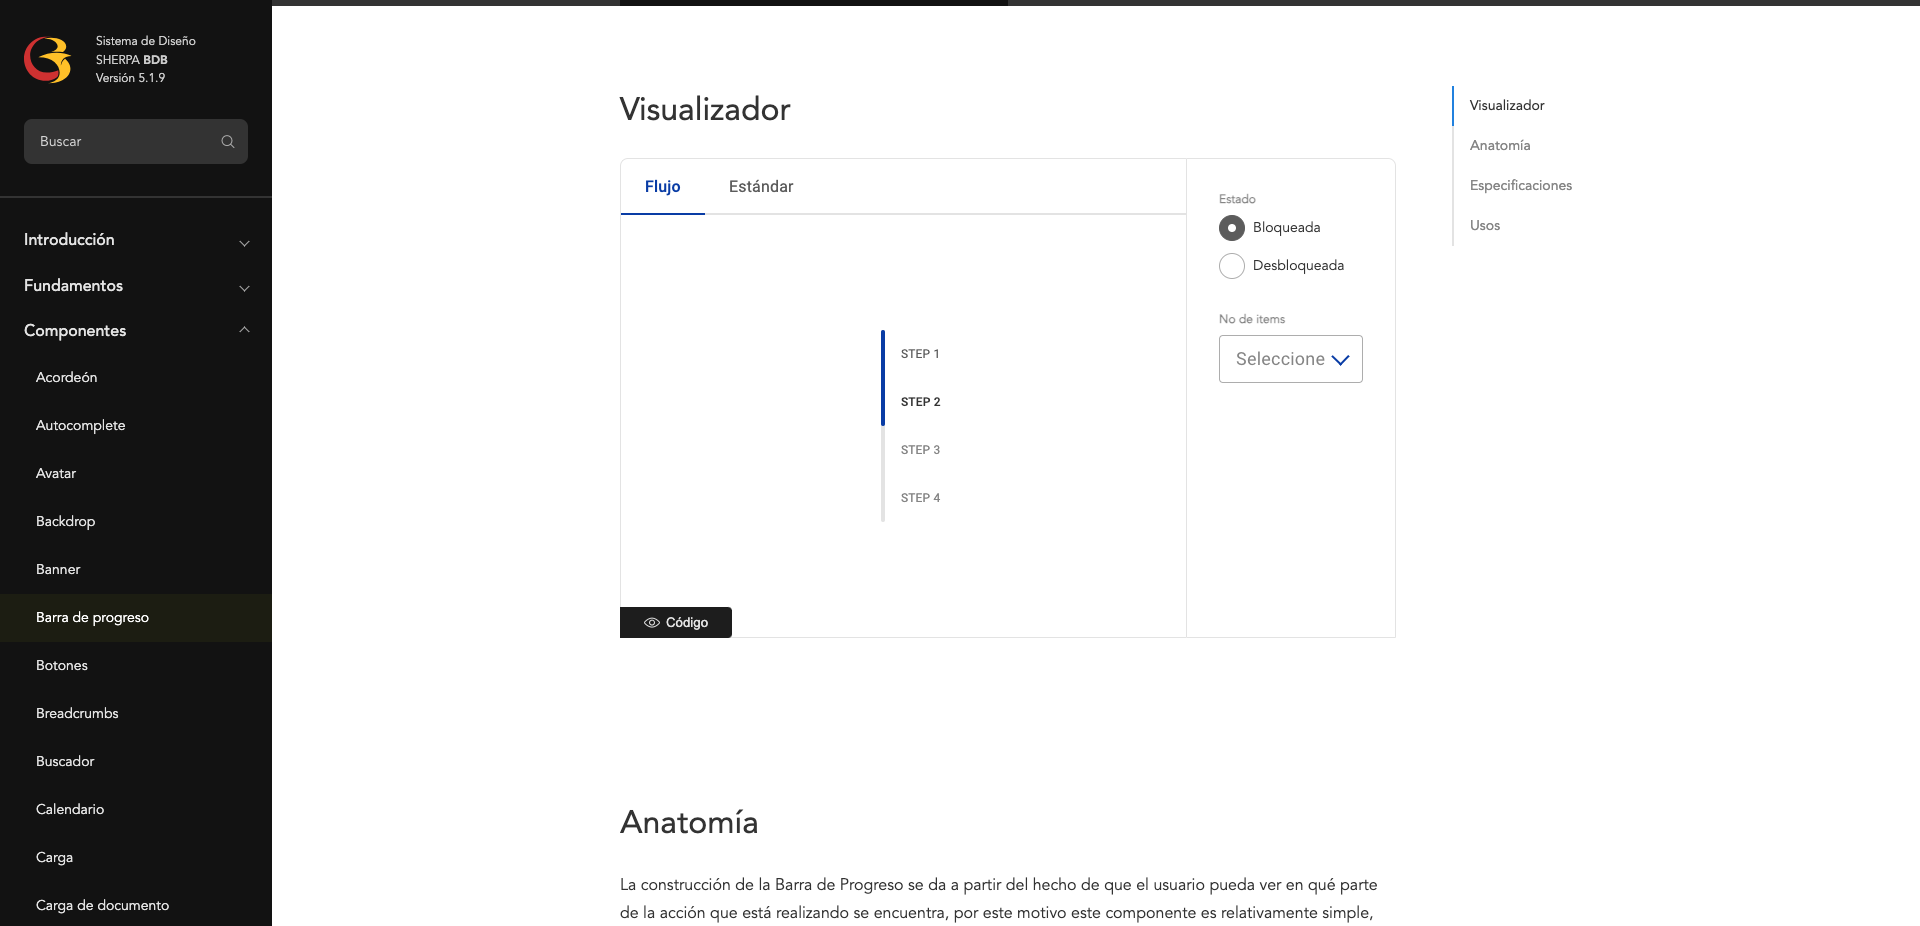 Sistema de Diseño
SHERPA BDB
Versión 5.1.9
Buscar
Introducción
Fundamentos
Componentes
Acordeón
Autocomplete
Avatar
Backdrop
Banner
Barra de progreso
Botones
Breadcrumbs
Buscador
Calendario
Carga
Carga de documento
Visualizador
Flujo
Estándar
STEP 1
STEP 2
STEP 3
STEP 4
Código
Estado
Bloqueada
Desbloqueada
No de items
Seleccione
Anatomía
La construcción de la Barra de Progreso se da a partir del hecho de que el usuario pueda ver en qué parte
de la acción que está realizando se encuentra, por este motivo este componente es relativamente simple,
Visualizador
Anatomía
Especificaciones
Usos